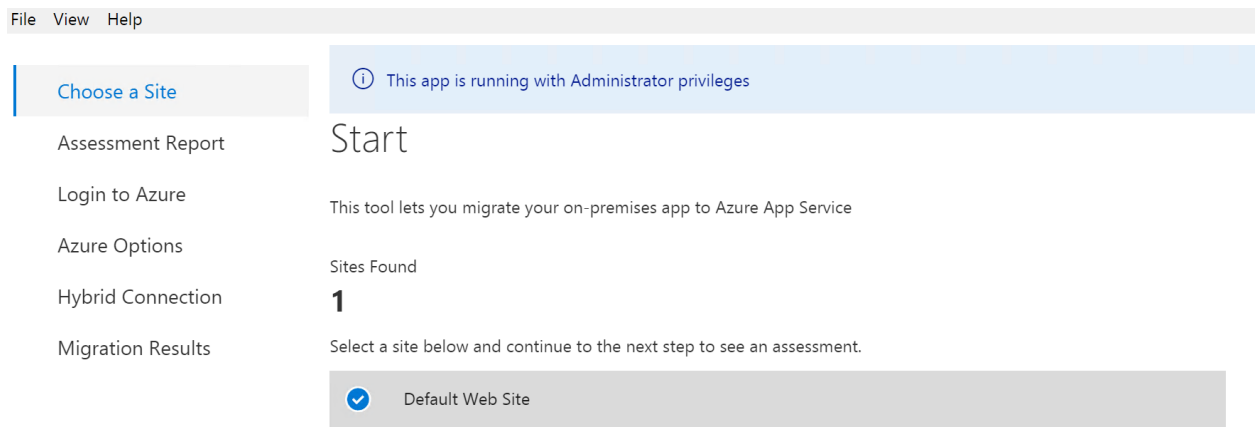 File View Help
Choose a Site
Assessment Report
Login to Azure
Azure Options
Hybrid Connection
Migration Results
This app is running with Administrator privileges
Start
This tool lets you migrate your on-premises app to Azure App Service
Sites Found
1
Select a site below and continue to the next step to see an assessment.
Default Web Site